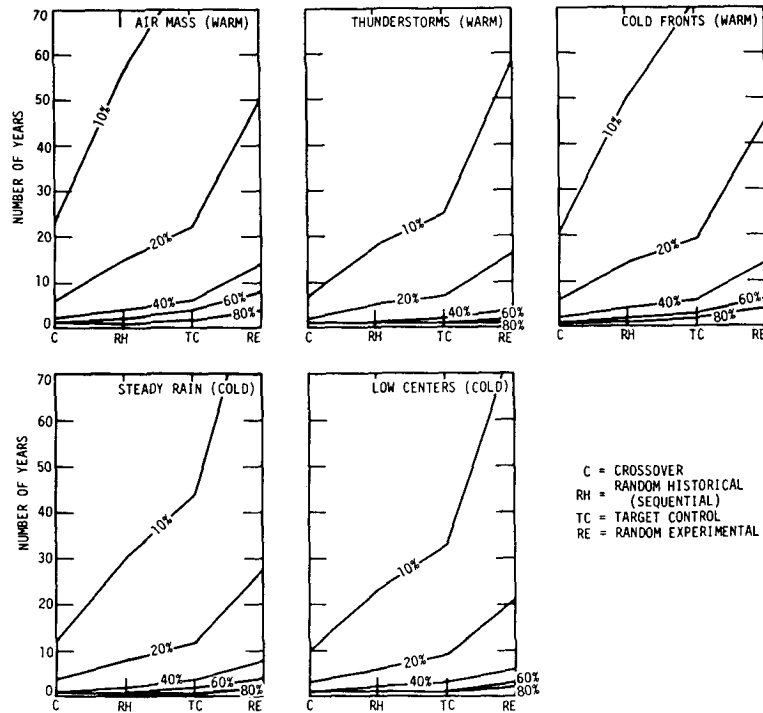 AIR MASS (WARM)
NUMBER OF YEARS
70
60
50
40
30
20
10
0
10%
20%
40%
60%
80%
C RH TC RE
THUNDERSTORMS (WARM)
10%
20%
40%
60%
80%
C RH TC RE
COLD FRONTS (WARM)
10%
20%
40%
60%
80%
C RH TC RE
STEADY RAIN (COLD)
NUMBER OF YEARS
70
60
50
40
30
20
10
0
10%
20%
40%
60%
80%
C RH TC RE
LOW CENTERS (COLD)
10%
20%
40%
60%
80%
C RH TC RE
C = CROSSOVER
RH = RANDOM HISTORICAL
(SEQUENTIAL)
TC = TARGET CONTROL
RE = RANDOM EXPERIMENTAL